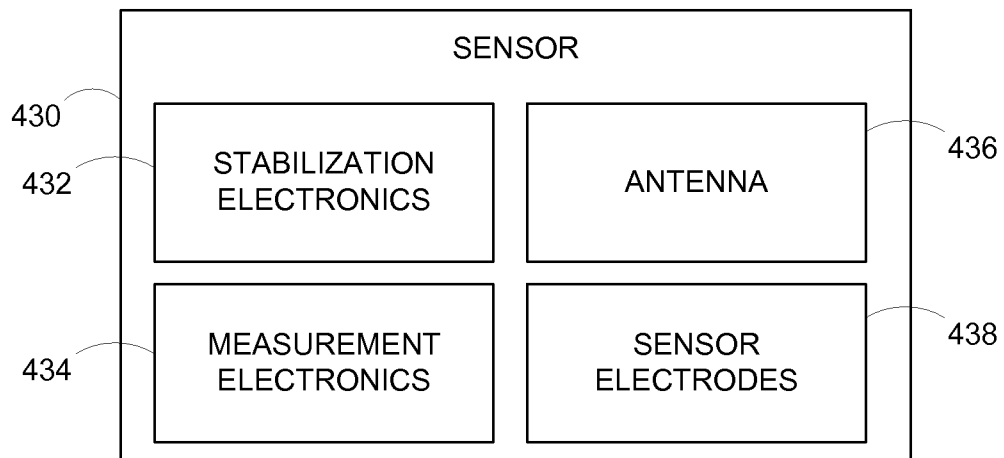 SENSOR
430
432
STABILIZATION
ELECTRONICS
ANTENNA
436
434
MEASUREMENT
ELECTRONICS
SENSOR
ELECTRODES
438